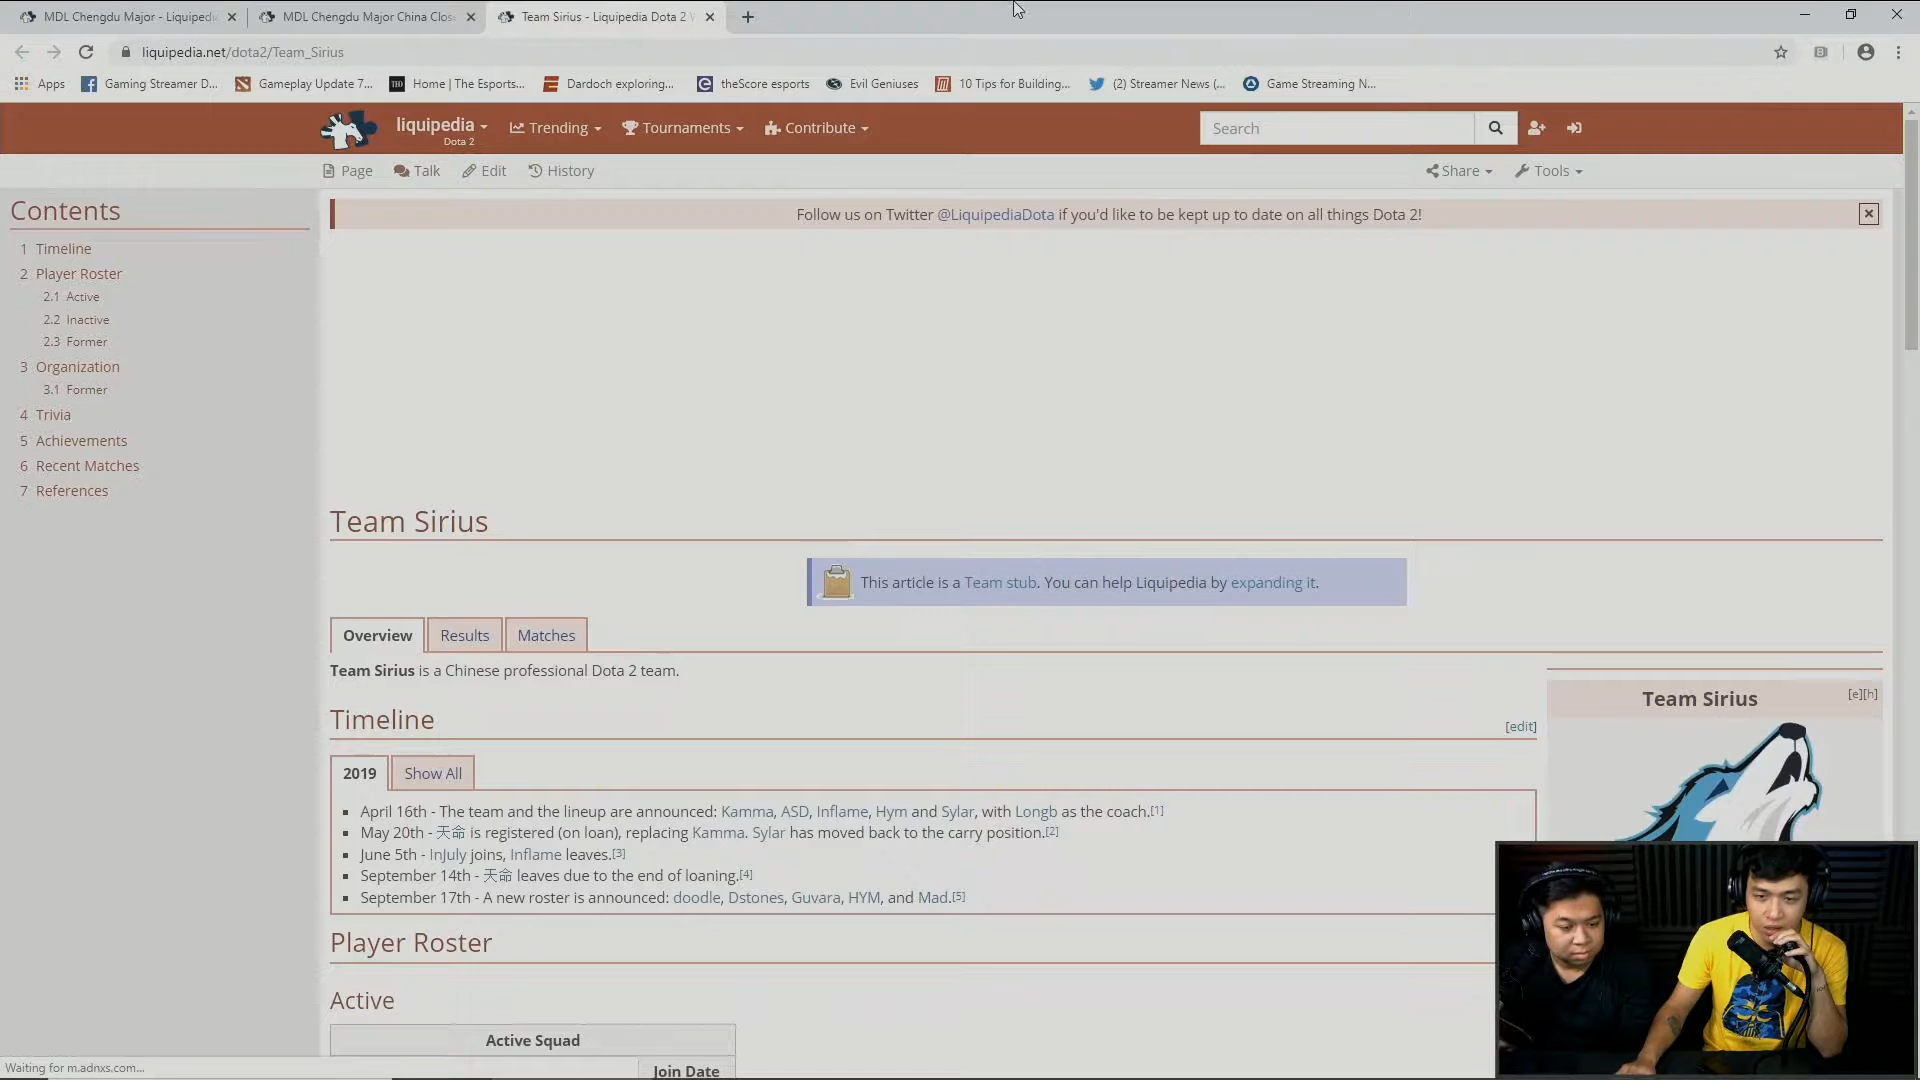 MDL Chengdu Major - Liquipedi
MDL Chengdu Major China Clos
Team Sirius - Liquipedia Dota 2 W
liquipedia.net/dota2/Team_Sirius
Apps
Gaming Streamer D...
Gameplay Update 7...
Home | The Esports...
Dardoch exploring...
theScore esports
Evil Geniuses
10 Tips for Building...
(2) Streamer News (...
Game Streaming N...
liquipedia
Dota 2
Trending
Tournaments
Contribute
Search
Page
Talk
Edit
History
Share
Tools
Contents
1 Timeline
2 Player Roster
2.1 Active
2.2 Inactive
2.3 Former
3 Organization
3.1 Former
4 Trivia
5 Achievements
6 Recent Matches
7 References
Follow us on Twitter @LiquipediaDota if you'd like to be kept up to date on all things Dota 2!
Team Sirius
This article is a Team stub. You can help Liquipedia by expanding it.
Overview
Results
Matches
Team Sirius is a Chinese professional Dota 2 team.
Team Sirius
[e][h]
Timeline
[edit]
2019
Show All
April 16th - The team and the lineup are announced: Kamma, ASD, Inflame, Hym and Sylar, with Longb as the coach.[1]
May 20th - 天命 is registered (on loan), replacing Kamma. Sylar has moved back to the carry position.[2]
June 5th - InJuly joins, Inflame leaves.[3]
September 14th - 天命 leaves due to the end of loaning.[4]
September 17th - A new roster is announced: doodle, Dstones, Guvara, HYM, and Mad.[5]
Player Roster
Active
Active Squad
Join Date
Waiting for m.adnxs.com...